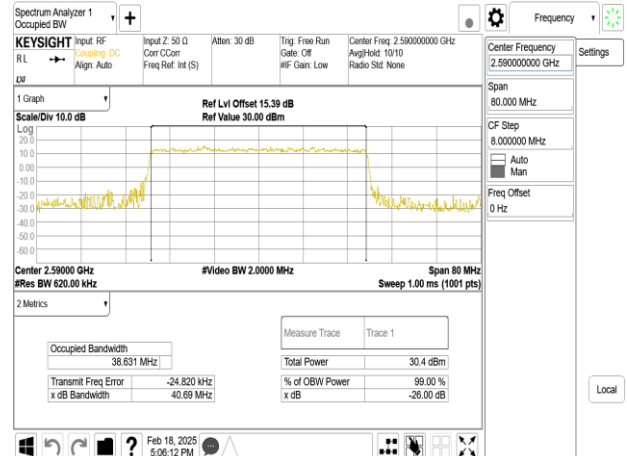 Spectrum Analyzer 1
Occupied BW
Frequency
KEYSIGHT
RL
LXI
Input: RF
Coupling: DC
Align: Auto
Input Z: 50 Ω
Corr CCorr
Freq Ref: Int (S)
Atten: 30 dB
Trig: Free Run
Gate: Off
#IF Gain: Low
Center Freq: 2.590000000 GHz
Avg|Hold: 10/10
Radio Std: None
Center Frequency
2.590000000 GHz
Settings
Span
80.000 MHz
CF Step
8.000000 MHz
Auto
Man
Freq Offset
0 Hz
Local
1 Graph
Ref Lvl Offset 15.39 dB
Scale/Div 10.0 dB
Ref Value 30.00 dBm
Log
20.0
10.0
0.00
-10.0
-20.0
-30.0
-40.0
-50.0
-60.0
Center 2.59000 GHz
#Video BW 2.0000 MHz
Span 80 MHz
#Res BW 620.00 kHz
Sweep 1.00 ms (1001 pts)
2 Metrics
Measure Trace Trace 1
Occupied Bandwidth
38.631 MHz
Total Power 30.4 dBm
Transmit Freq Error -24.820 kHz
% of OBW Power 99.00 %
x dB Bandwidth 40.69 MHz
x dB -26.00 dB
Feb 18, 2025
5:06:12 PM